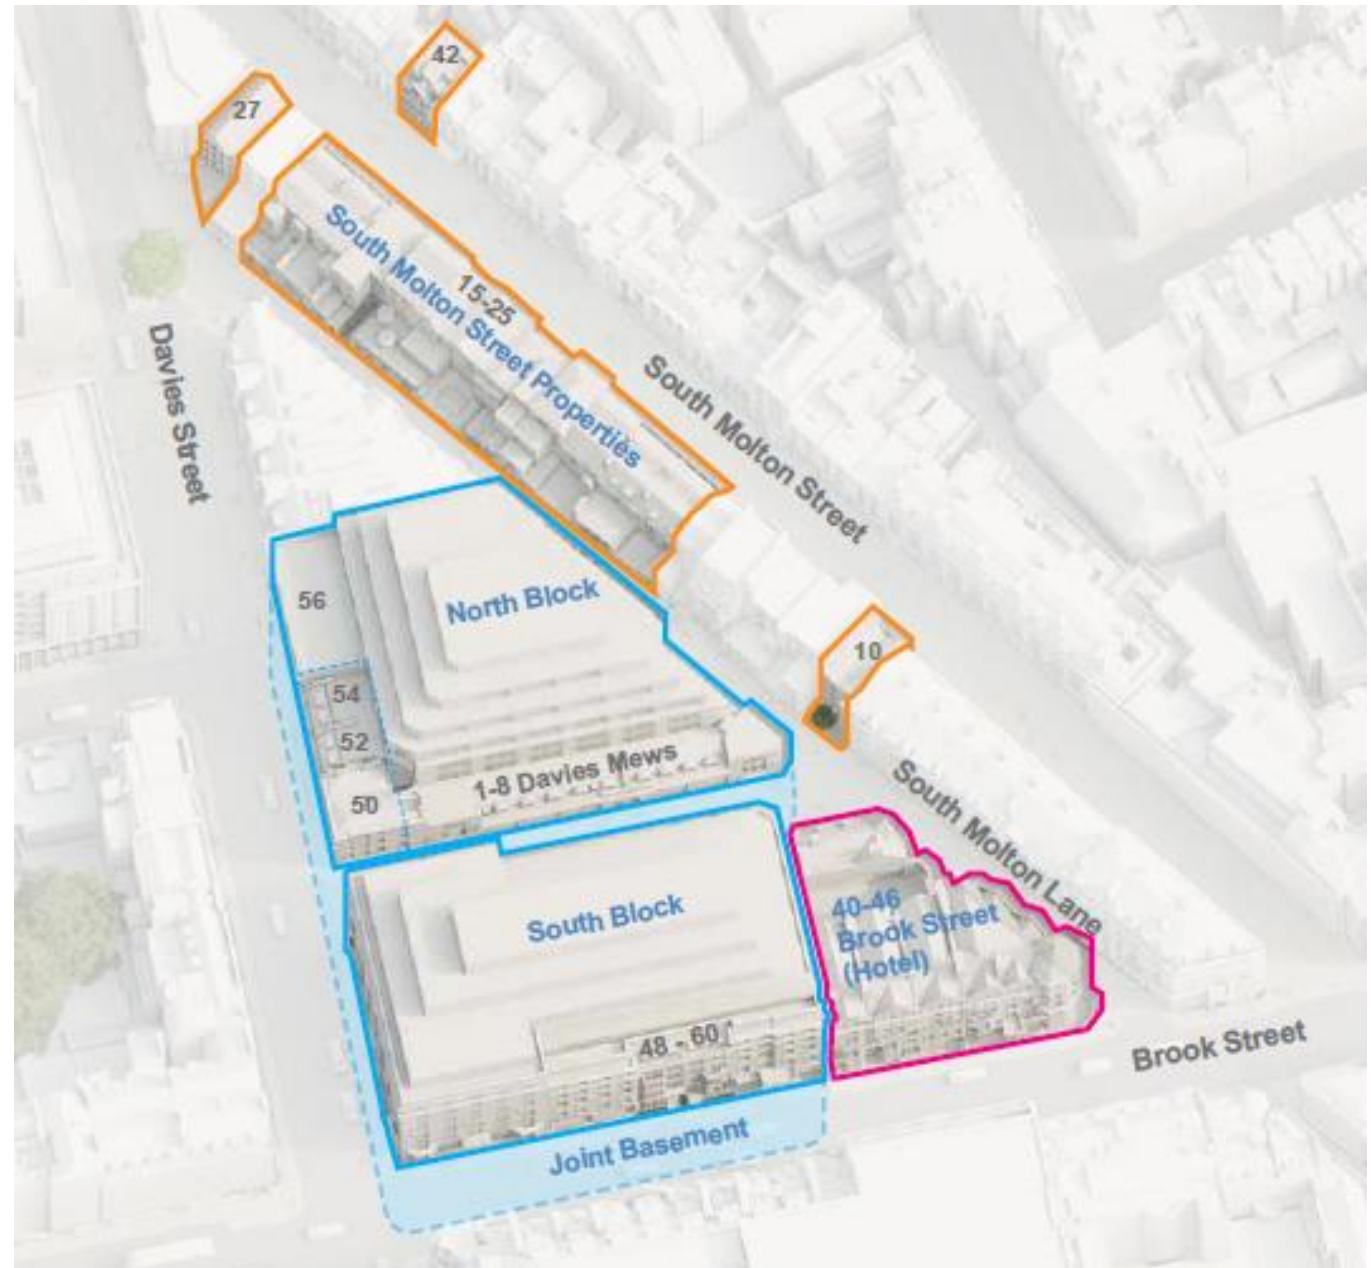 42
27
South Molton Street Properties
15-25
South Molton Street
Davies Street
North Block
56
10
54
52
1-8 Davies Mews
50
South Molton Lane
South Block
40-46
Brook Street
(Hotel)
48 - 60
Brook Street
Joint Basement